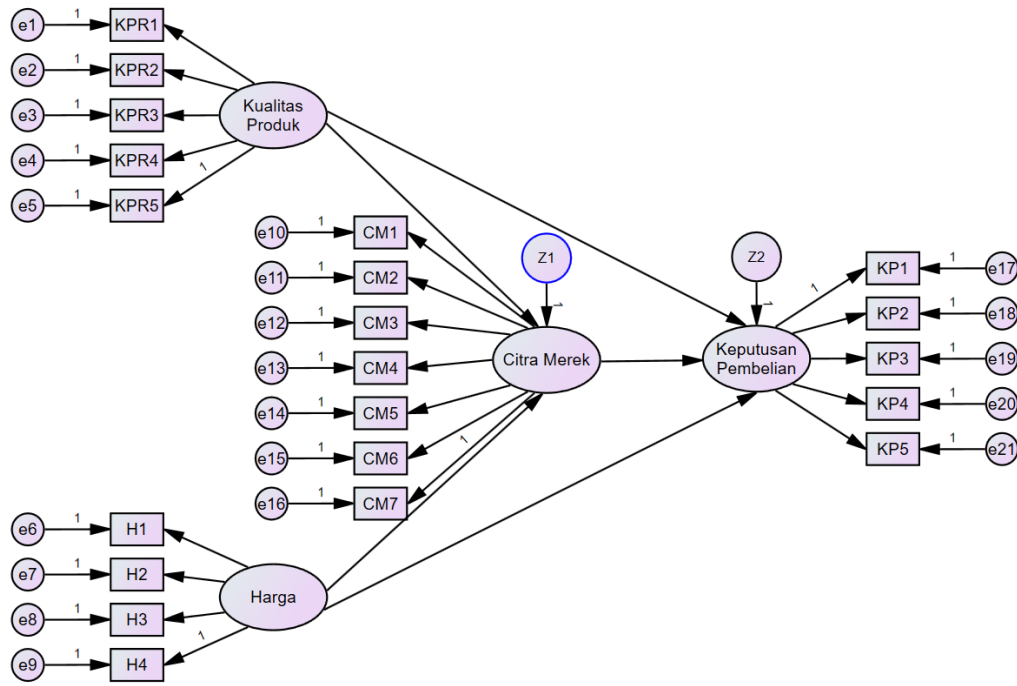 e1 1 KPR1
e2 1 KPR2
e3 1 KPR3
e4 1 KPR4
e5 1 KPR5
Kualitas
Produk
1
e10 1 CM1
e11 1 CM2
e12 1 CM3
e13 1 CM4
e14 1 CM5
e15 1 CM6
e16 1 CM7
1
Z1
1
Citra Merek
Z2
1
Keputusan
Pembelian
1
KP1 1 e17
KP2 1 e18
KP3 1 e19
KP4 1 e20
KP5 1 e21
e6 1 H1
e7 1 H2
e8 1 H3
e9 1 H4
1
Harga